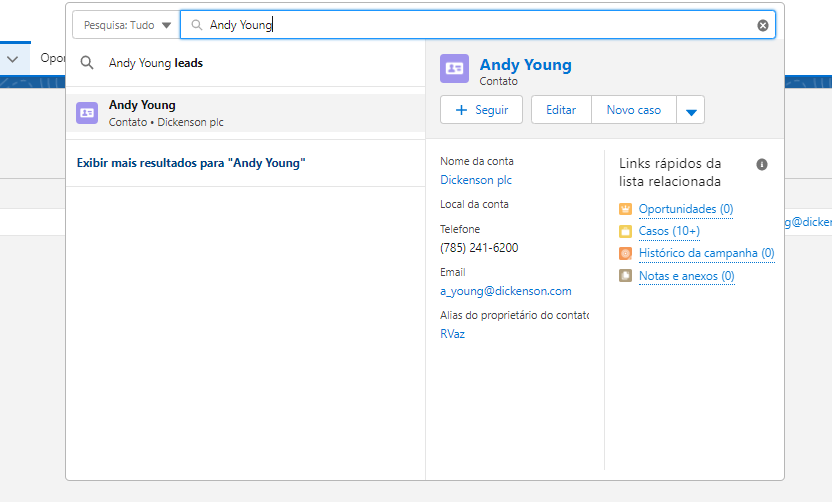 Pesquisa: Tudo
Andy Young
Opor
Andy Young leads
Andy Young
Contato • Dickenson plc
Exibir mais resultados para "Andy Young"
Andy Young
Contato
Seguir
Editar
Novo caso
Nome da conta
Dickenson plc
Local da conta
Telefone
(785) 241-6200
Email
a_young@dickenson.com
Alias do proprietário do contato
RVaz
Links rápidos da
lista relacionada
Oportunidades (0)
Casos (10+)
Histórico da campanha (0)
Notas e anexos (0)
g@dicken